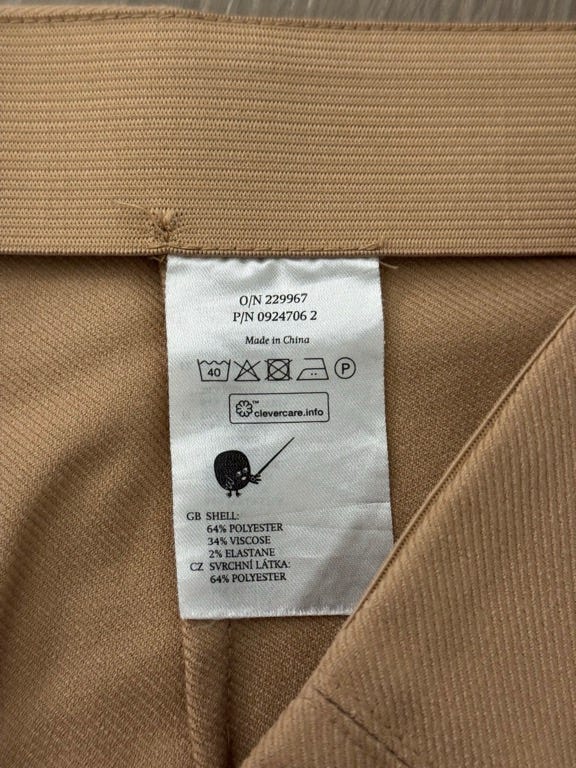 O/N 229967
P/N 0924706 2
Made in China
40 P
™
clevercare.info
GB SHELL:
64% POLYESTER
34% VISCOSE
2% ELASTANE
CZ SVRCHNÍ LÁTKA:
64% POLYESTER